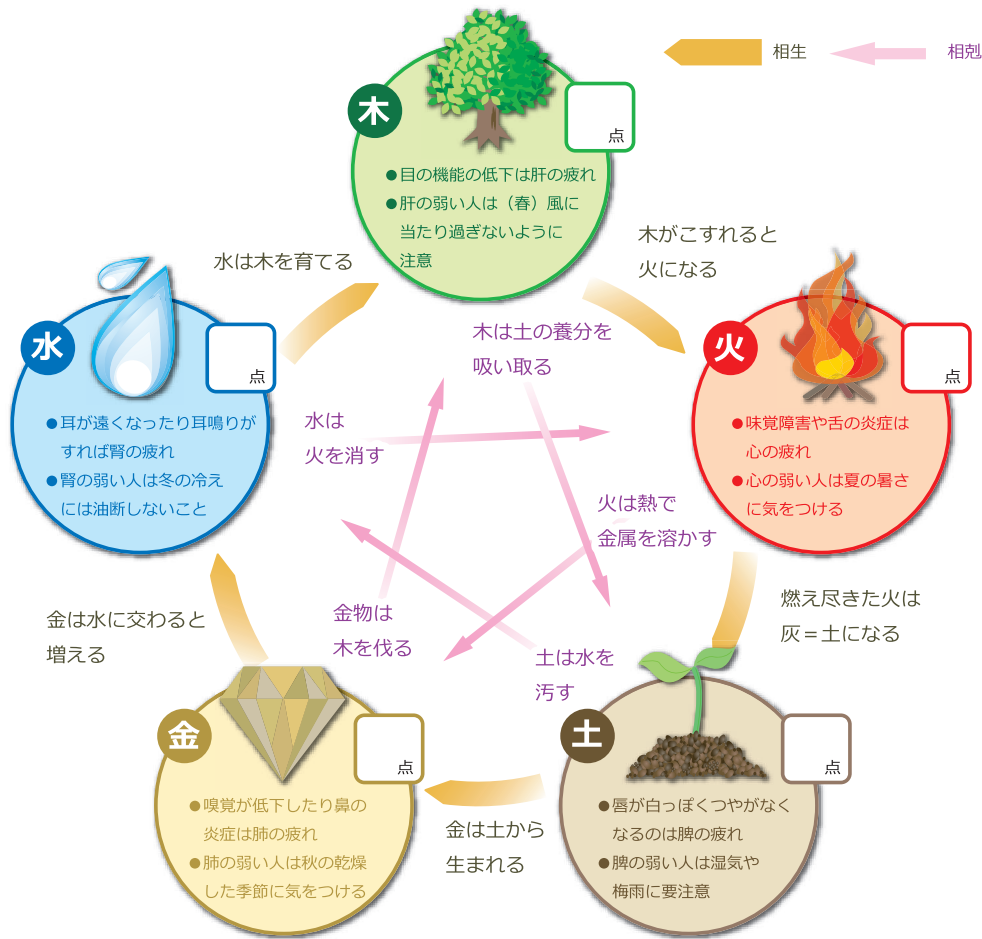 相生
相剋
木
点
●目の機能の低下は肝の疲れ
●肝の弱い人は（春）風に
当たり過ぎないように
注意
水は木を育てる
木がこすれると
火になる
水
点
●耳が遠くなったり耳鳴りが
すれば腎の疲れ
●腎の弱い人は冬の冷え
には油断しないこと
火
点
●味覚障害や舌の炎症は
心の疲れ
●心の弱い人は夏の暑さ
に気をつける
木は土の養分を
吸い取る
水は
火を消す
火は熱で
金属を溶かす
金物は
木を伐る
土は水を
汚す
金は水に交わると
増える
燃え尽きた火は
灰＝土になる
金
点
●嗅覚が低下したり鼻の
炎症は肺の疲れ
●肺の弱い人は秋の乾燥
した季節に気をつける
金は土から
生まれる
土
点
●唇が白っぽくつやがなく
なるのは脾の疲れ
●脾の弱い人は湿気や
梅雨に要注意